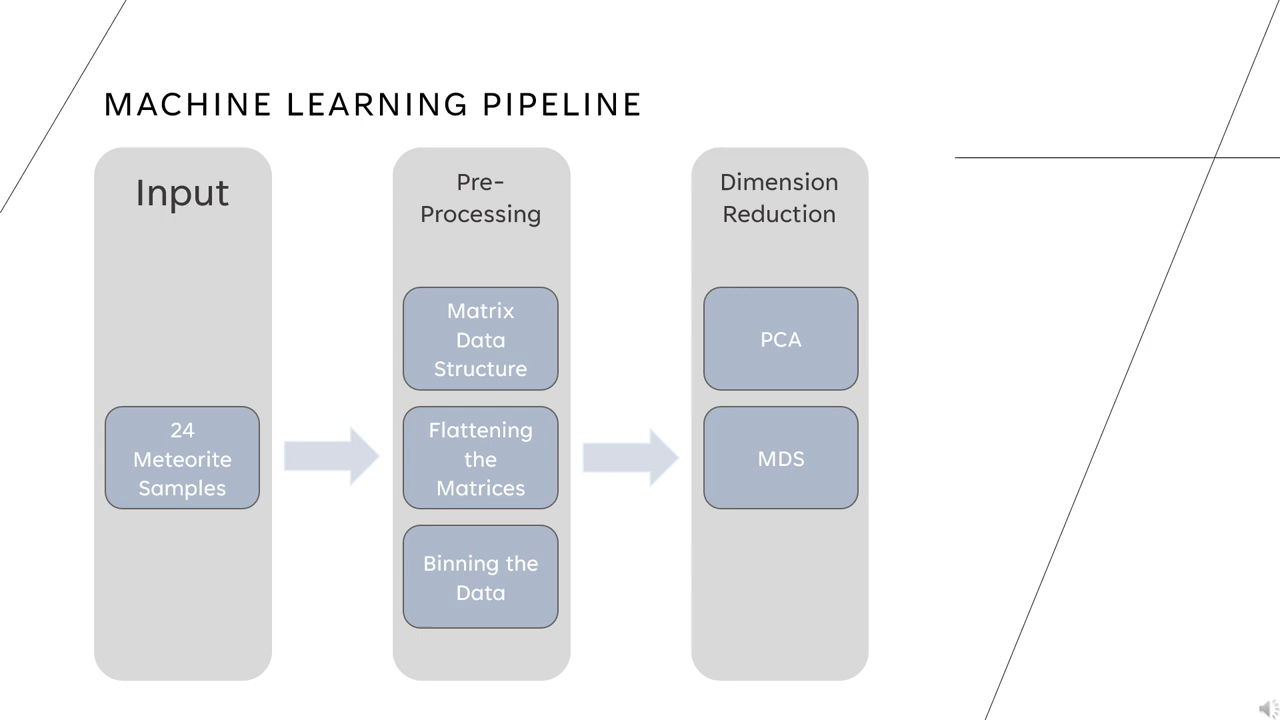 MACHINE LEARNING PIPELINE
Input
24
Meteorite
Samples
Pre-
Processing
Matrix
Data
Structure
Flattening
the
Matrices
Binning the
Data
Dimension
Reduction
PCA
MDS